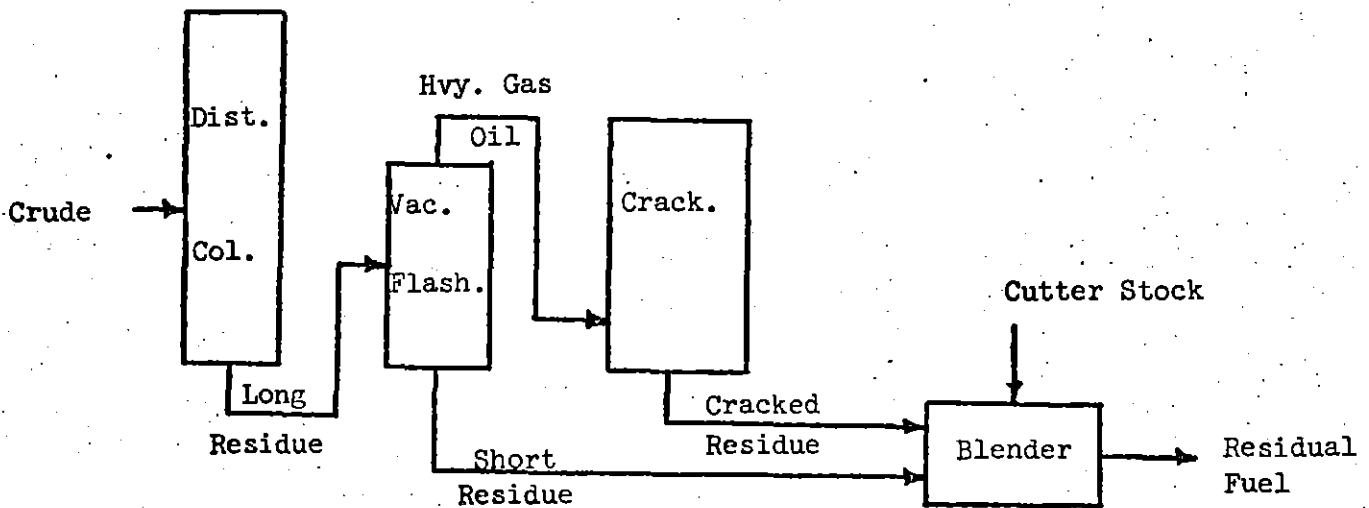 Dist.
Col.
Crude
Long
Residue
Hvy. Gas
Oil
Vac.
Flash.
Short
Residue
Crack.
Cracked
Residue
Cutter Stock
Blender
Residual
Fuel